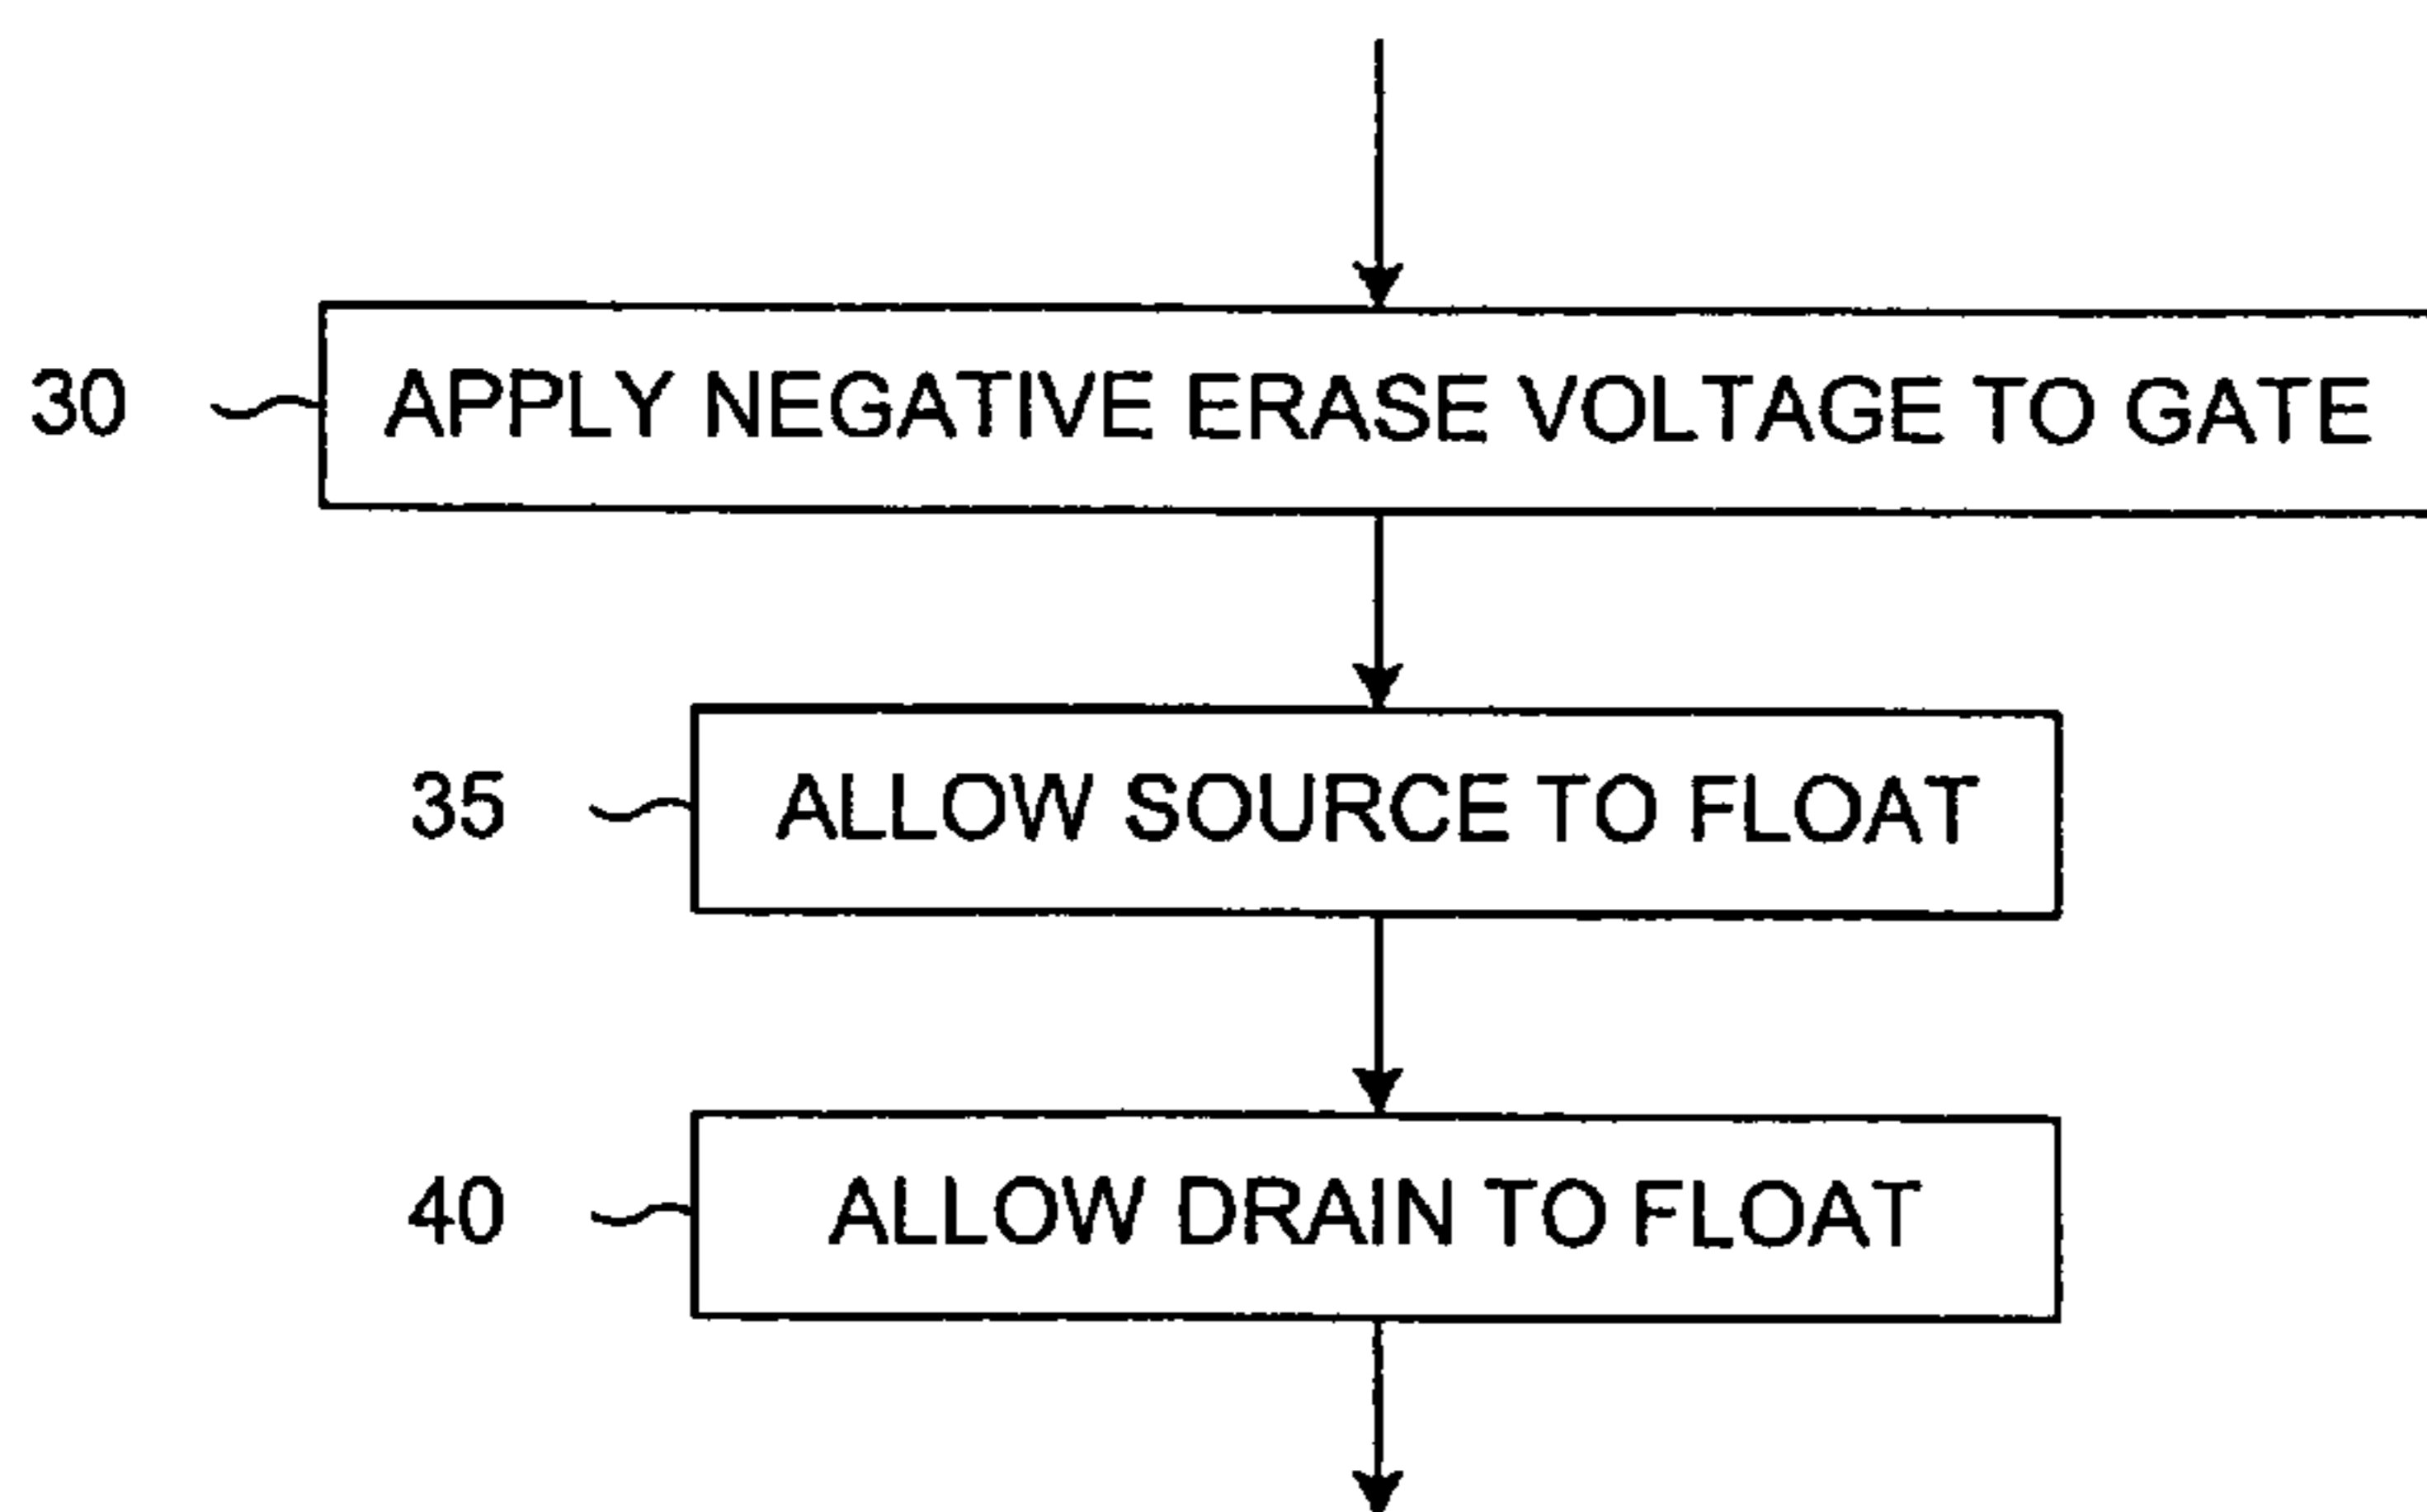 30 APPLY NEGATIVE ERASE VOLTAGE TO GATE
35 ALLOW SOURCE TO FLOAT
40 ALLOW DRAIN TO FLOAT